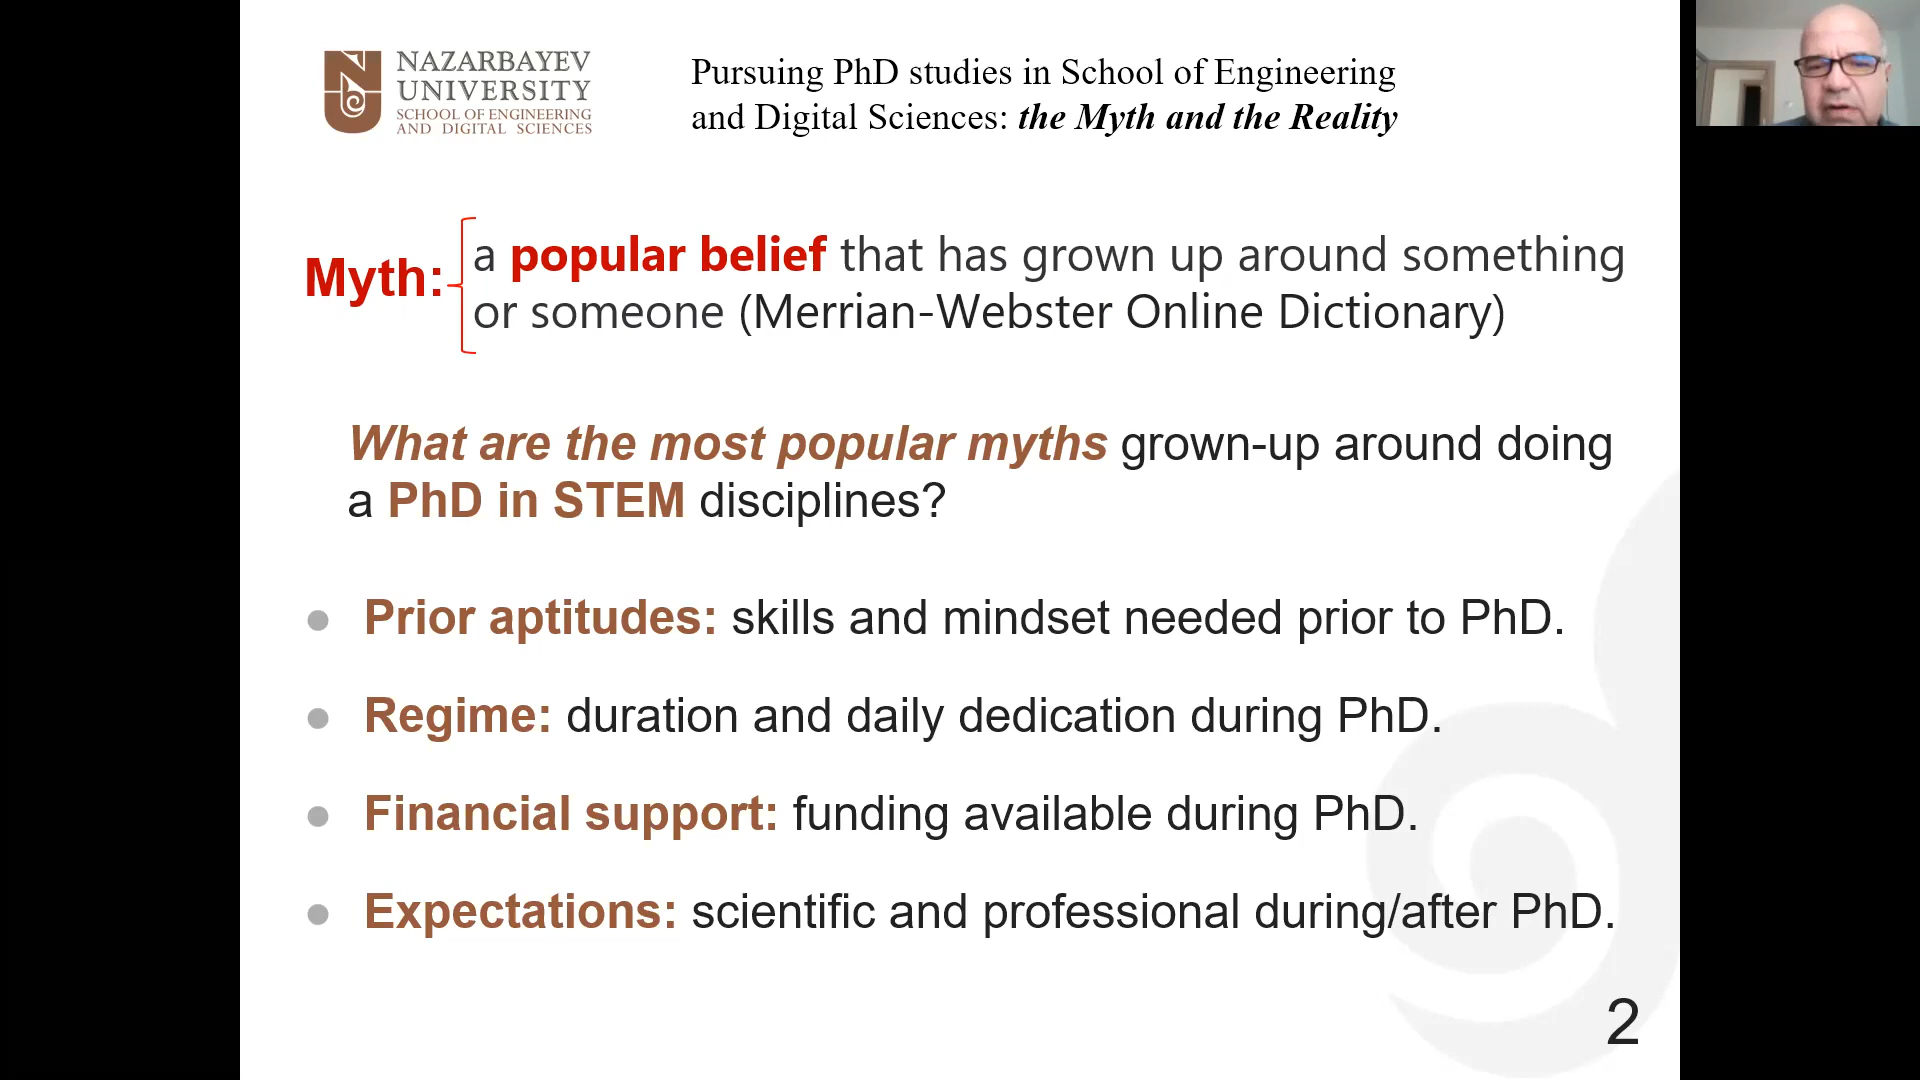 NAZARBAYEV
UNIVERSITY
SCHOOL OF ENGINEERING
AND DIGITAL SCIENCES
Pursuing PhD studies in School of Engineering
and Digital Sciences: the Myth and the Reality
Myth:
a popular belief that has grown up around something
or someone (Merrian-Webster Online Dictionary)
What are the most popular myths grown-up around doing
a PhD in STEM disciplines?
● Prior aptitudes: skills and mindset needed prior to PhD.
● Regime: duration and daily dedication during PhD.
● Financial support: funding available during PhD.
● Expectations: scientific and professional during/after PhD.
2